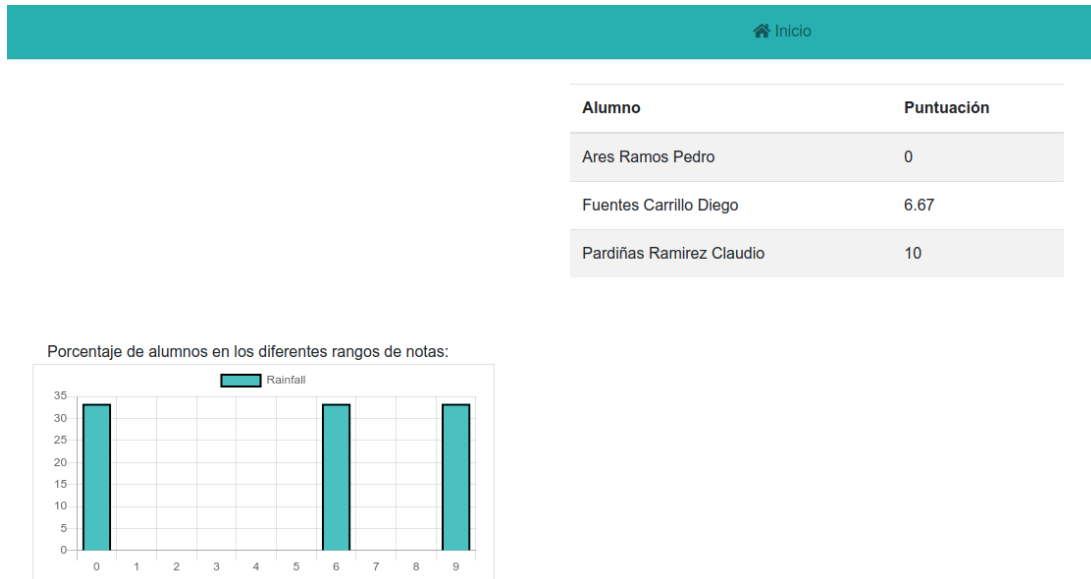 Inicio
Alumno Puntuación
Ares Ramos Pedro 0
Fuentes Carrillo Diego 6.67
Pardiñas Ramirez Claudio 10
Porcentaje de alumnos en los diferentes rangos de notas:
Rainfall
35
30
25
20
15
10
5
0
0 1 2 3 4 5 6 7 8 9